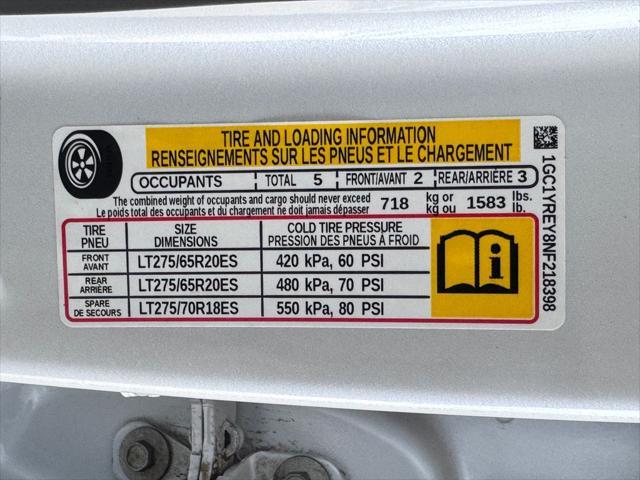 TIRE AND LOADING INFORMATION
RENSEIGNEMENTS SUR LES PNEUS ET LE CHARGEMENT
OCCUPANTS TOTAL 5 FRONT/AVANT 2 REAR/ARRIÈRE 3
The combined weight of occupants and cargo should never exceed 718 kg or 1583 lbs.
Le poids total des occupants et du chargement ne doit jamais dépasser kg ou lb.
TIRE SIZE COLD TIRE PRESSURE
PNEU DIMENSIONS PRESSION DES PNEUS À FROID
FRONT AVANT LT275/65R20ES 420 kPa, 60 PSI
REAR ARRIÈRE LT275/65R20ES 480 kPa, 70 PSI
SPARE DE SECOURS LT275/70R18ES 550 kPa, 80 PSI
1GC1YREY8NF218398